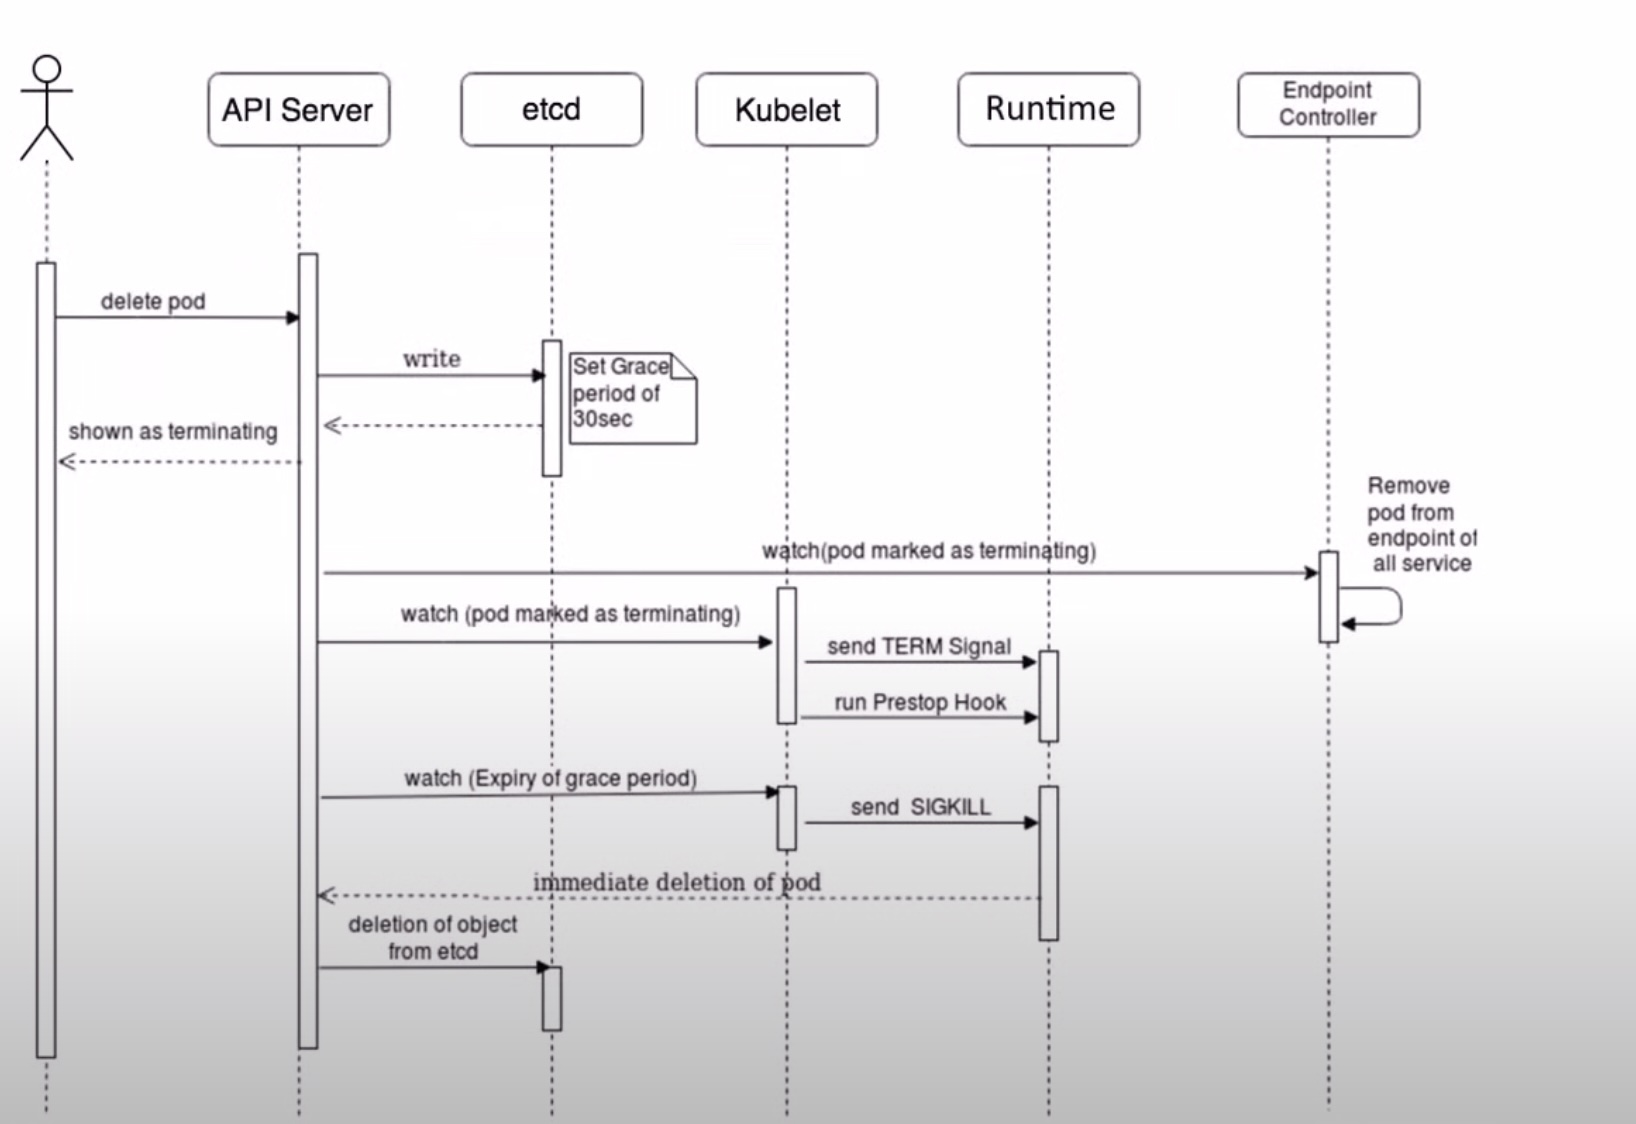 API Server
etcd
Kubelet
Runtime
Endpoint
Controller
delete pod
write
Set Grace
period of
30sec
shown as terminating
Remove
pod from
endpoint of
all service
watch(pod marked as terminating)
watch (pod marked as terminating)
send TERM Signal
run Prestop Hook
watch (Expiry of grace period)
send SIGKILL
immediate deletion of pod
deletion of object
from etcd